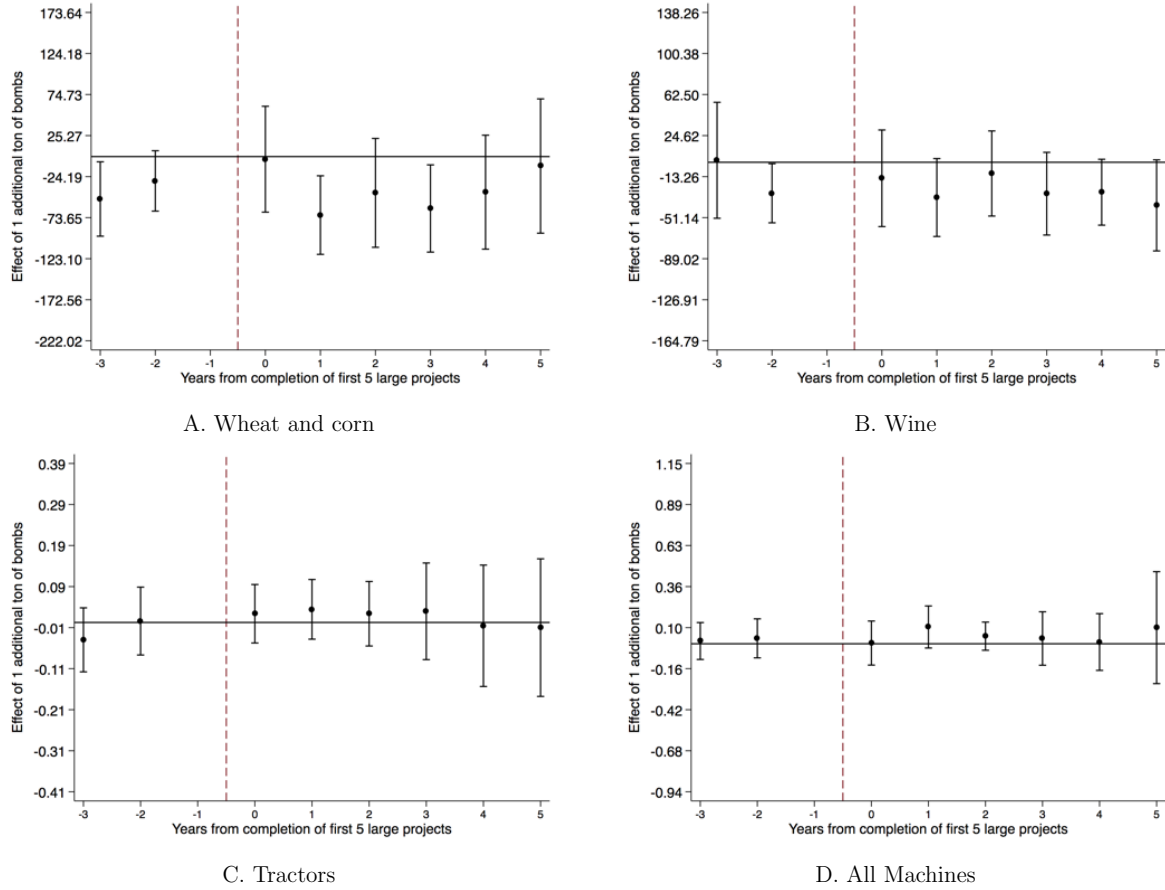 173.64
124.18
74.73
25.27
-24.19
-73.65
-123.10
-172.56
-222.02
Effect of 1 additional ton of bombs
-3 -2 -1 0 1 2 3 4 5
Years from completion of first 5 large projects
A. Wheat and corn
138.26
100.38
62.50
24.62
-13.26
-51.14
-89.02
-126.91
-164.79
Effect of 1 additional ton of bombs
-3 -2 -1 0 1 2 3 4 5
Years from completion of first 5 large projects
B. Wine
0.39
0.29
0.19
0.09
-0.01
-0.11
-0.21
-0.31
-0.41
Effect of 1 additional ton of bombs
-3 -2 -1 0 1 2 3 4 5
Years from completion of first 5 large projects
C. Tractors
1.15
0.89
0.63
0.36
0.10
-0.16
-0.42
-0.68
-0.94
Effect of 1 additional ton of bombs
-3 -2 -1 0 1 2 3 4 5
Years from completion of first 5 large projects
D. All Machines